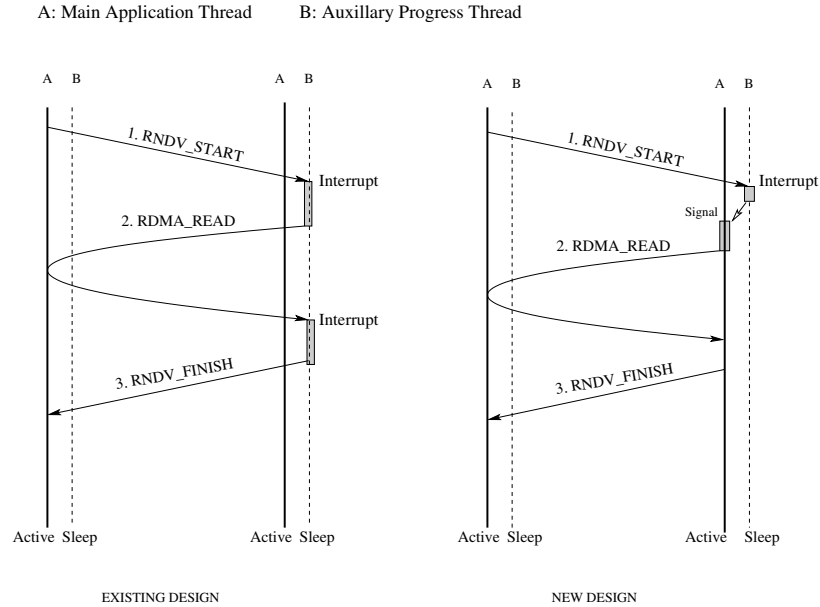 A: Main Application Thread B: Auxillary Progress Thread
A B A B
1. RNDV_START
Interrupt
2. RDMA_READ
Interrupt
3. RNDV_FINISH
Active Sleep Active Sleep
EXISTING DESIGN
A B A B
1. RNDV_START
Interrupt
Signal
2. RDMA_READ
3. RNDV_FINISH
Active Sleep Active Sleep
NEW DESIGN